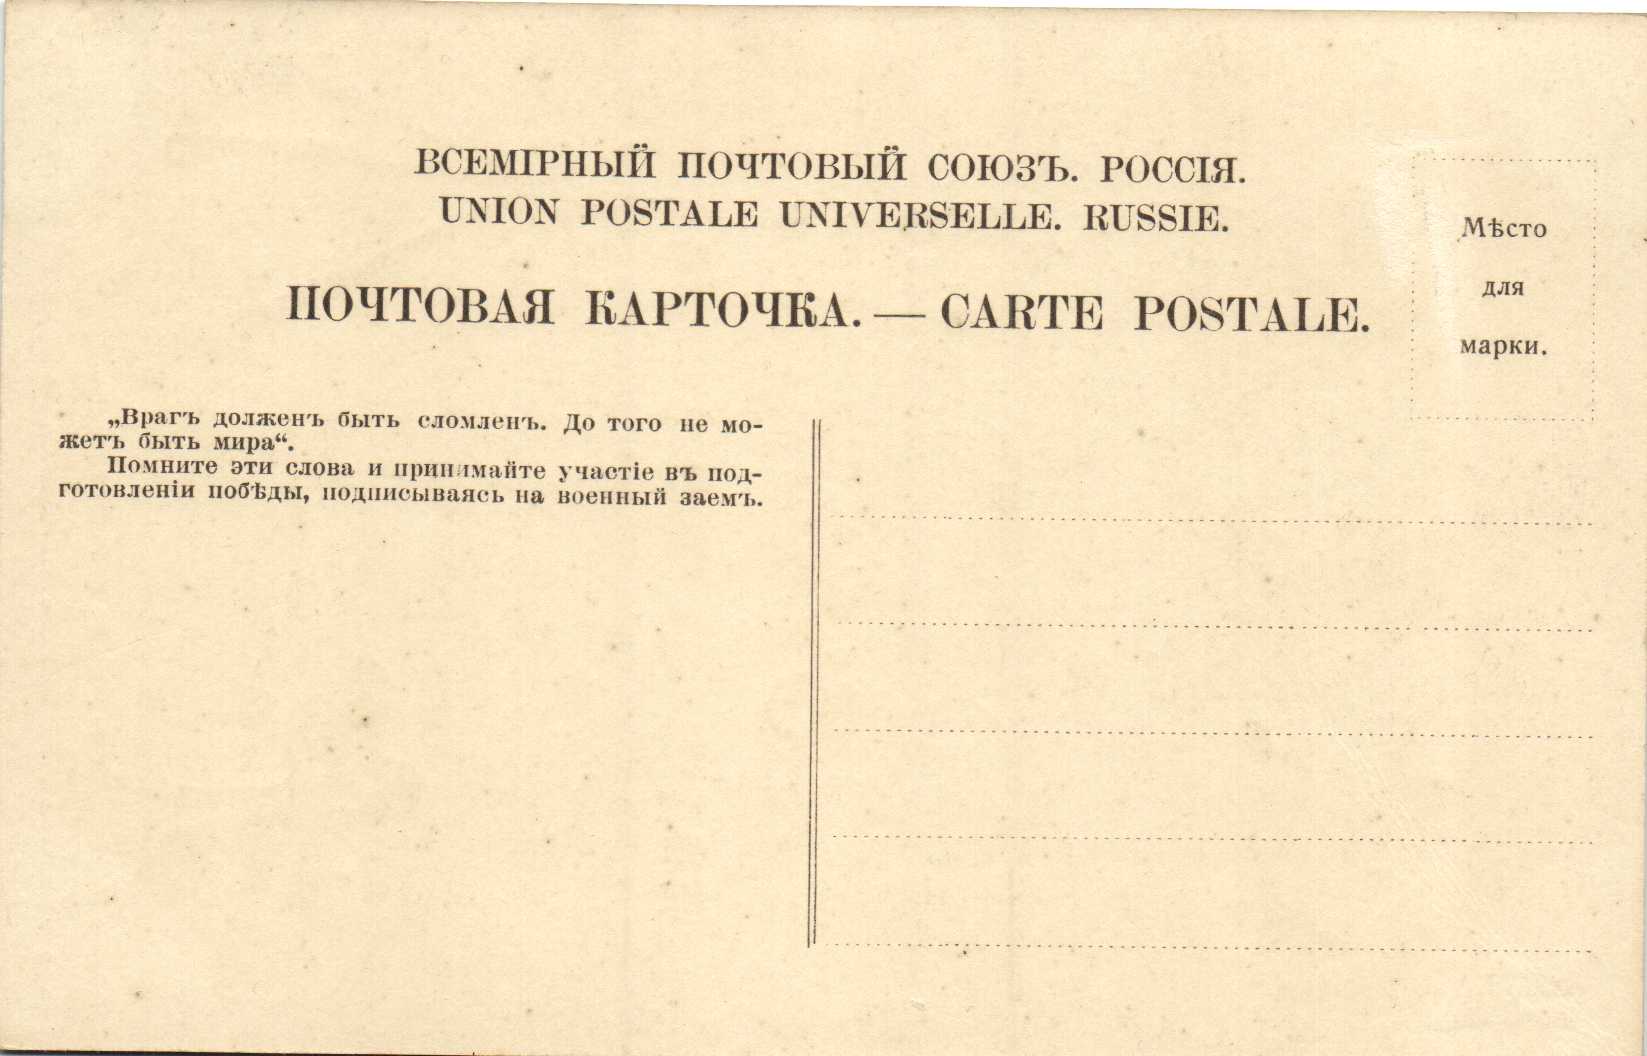 ВСЕМІРНЫЙ ПОЧТОВЫЙ СОЮЗЪ. РОССІЯ.
UNION POSTALE UNIVERSELLE. RUSSIE.
ПОЧТОВАЯ КАРТОЧКА. — CARTE POSTALE.
Мѣсто
для
марки.
„Врагъ долженъ быть сломленъ. До того не мо-
жетъ быть мира“.
Помните эти слова и принимайте участіе въ под-
готовленіи побѣды, подписываясь на военный заемъ.